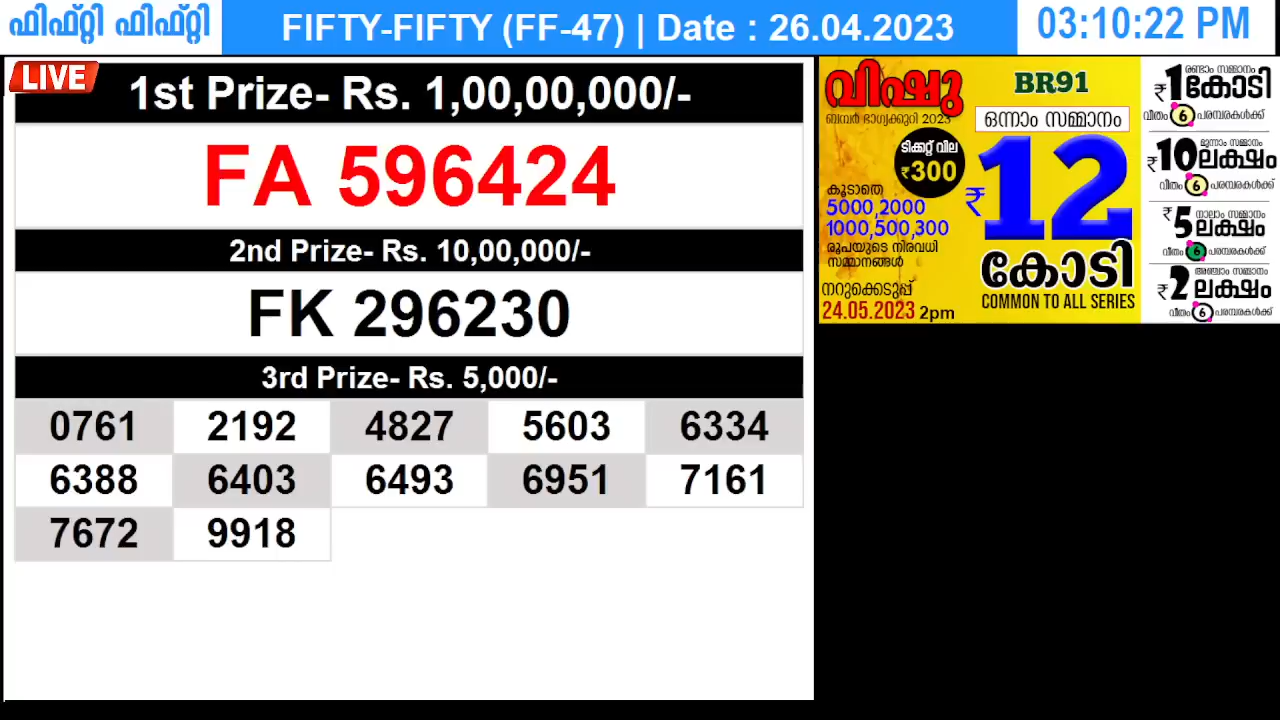 ഫിഫ്റ്റി ഫിഫ്റ്റി
FIFTY-FIFTY (FF-47) | Date : 26.04.2023
03:10:22 PM
LIVE
1st Prize- Rs. 1,00,00,000/-
FA 596424
2nd Prize- Rs. 10,00,000/-
FK 296230
3rd Prize- Rs. 5,000/-
0761 2192 4827 5603 6334
6388 6403 6493 6951 7161
7672 9918
വിഷു
ബമ്പർ ഭാഗ്യക്കുറി 2023
ടിക്കറ്റ് വില
₹300
കൂടാതെ
5000,2000
1000,500,300
രൂപയുടെ നിരവധി
സമ്മാനങ്ങൾ
നറുക്കെടുപ്പ്
24.05.2023 2pm
BR91
ഒന്നാം സമ്മാനം
₹12
കോടി
COMMON TO ALL SERIES
രണ്ടാം സമ്മാനം
₹1കോടി
വീതം 6 പരമ്പരകൾക്ക്
മൂന്നാം സമ്മാനം
₹10ലക്ഷം
വീതം 6 പരമ്പരകൾക്ക്
നാലാം സമ്മാനം
₹5ലക്ഷം
വീതം 6 പരമ്പരകൾക്ക്
അഞ്ചാം സമ്മാനം
₹2ലക്ഷം
വീതം 6 പരമ്പരകൾക്ക്